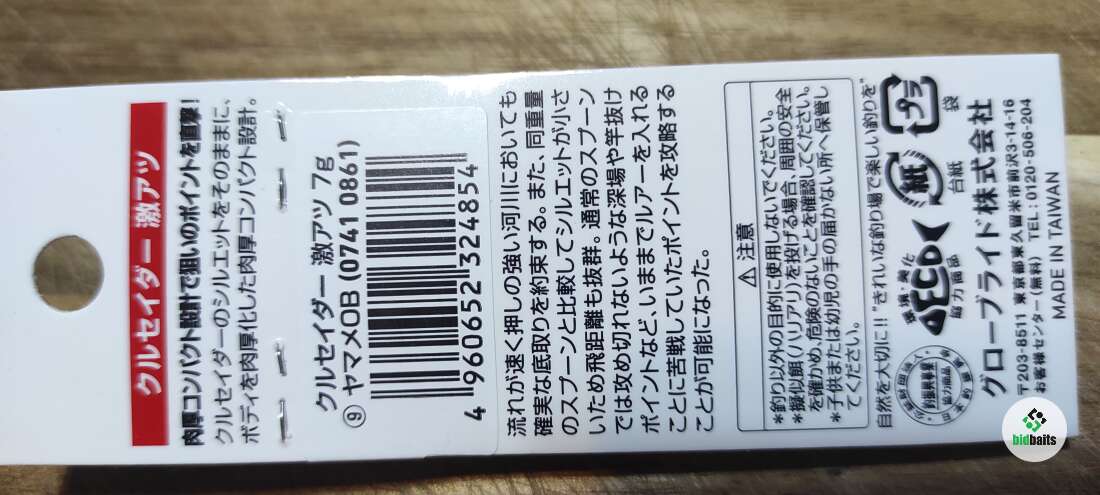 クルセイダー 激アツ
肉厚コンパクト設計で狙いのポイントを直撃!
クルセイダーのシルエットをそのままに、
ボディを肉厚化した肉厚コンパクト設計。
クルセイダー 激アツ 7g
⑨ ヤマメOB (0741 0861)
4 960652 324854
流れが速く押しの強い河川においても
確実な底取りを約束する。また、同重量
のスプーンと比較してシルエットが小さ
いため飛距離も抜群。通常のスプーン
では攻め切れないような深場や竿抜け
ポイントなど、いままでルアーを入れる
ことに苦戦していたポイントを攻略する
ことが可能になった。
⚠ 注意
*釣り以外の目的に使用しないでください。
*擬似餌(ハリアリ)を投げる場合、周囲の安全
を確かめ、危険のないことを確認してください。
*子供または幼児の手の届かない所へ保管し
てください。
自然を大切に!!"きれいな釣り場で楽しい釣りを"
環境・美化
ECO
協力商品
紙
台紙
プラ
袋
グローブライド株式会社
〒203-8511 東京都東久留米市前沢3-14-16
お客様センター(無料) TEL:0120-506-204
MADE IN TAIWAN
bidbaits